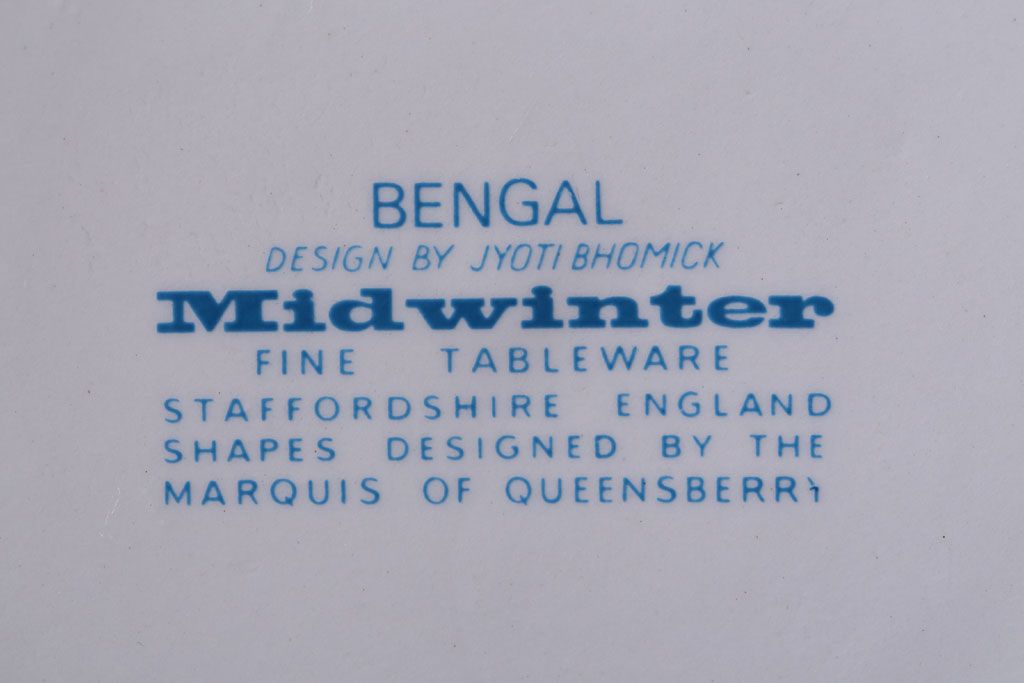 BENGAL
DESIGN BY JYOTI BHOMICK
Midwinter
FINE TABLEWARE
STAFFORDSHIRE ENGLAND
SHAPES DESIGNED BY THE
MARQUIS OF QUEENSBERRY